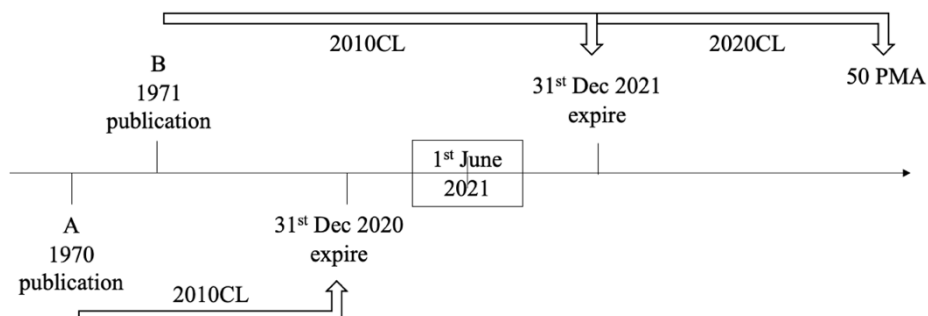 2010CL
2020CL
B
1971
publication
31st Dec 2021
expire
50 PMA
1st June
2021
A
1970
publication
31st Dec 2020
expire
2010CL